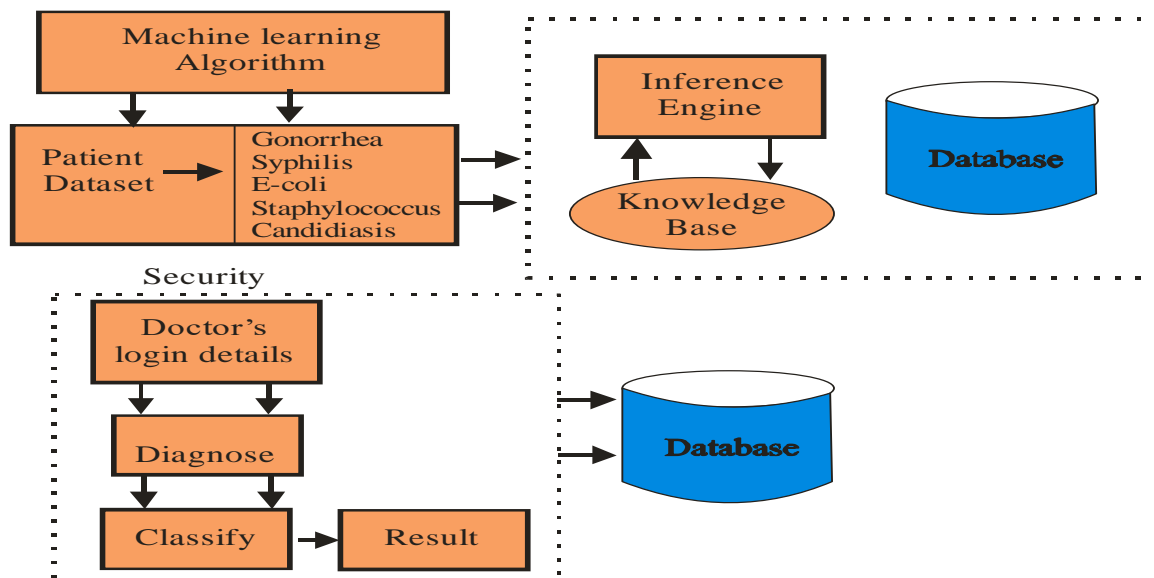 Machine learning
Algorithm
Patient
Dataset
Gonorrhea
Syphilis
E-coli
Staphylococcus
Candidiasis
Inference
Engine
Knowledge
Base
Database
Security
Doctor's
login details
Diagnose
Classify
Result
Database